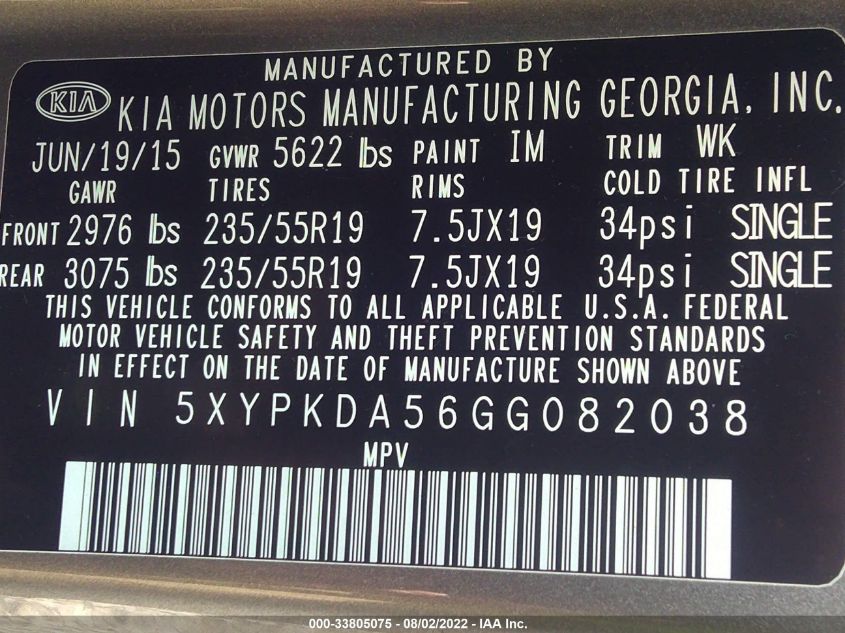 MANUFACTURED BY
KIA KIA MOTORS MANUFACTURING GEORGIA, INC.
JUN/19/15 GVWR 5622 lbs PAINT IM TRIM WK
GAWR TIRES RIMS COLD TIRE INFL
FRONT 2976 lbs 235/55R19 7.5JX19 34psi SINGLE
REAR 3075 lbs 235/55R19 7.5JX19 34psi SINGLE
THIS VEHICLE CONFORMS TO ALL APPLICABLE U.S.A. FEDERAL
MOTOR VEHICLE SAFETY AND THEFT PREVENTION STANDARDS
IN EFFECT ON THE DATE OF MANUFACTURE SHOWN ABOVE
VIN 5XYPKDA56GG082038
MPV
000-33805075 - 08/02/2022 - IAA Inc.